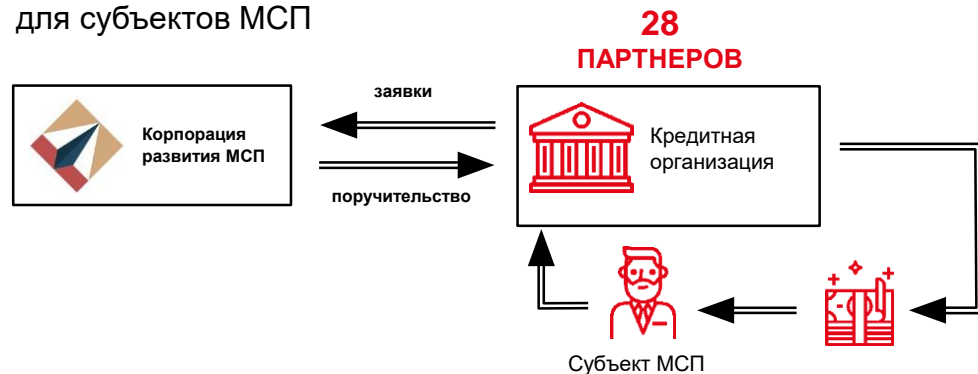 для субъектов МСП
28
ПАРТНЕРОВ
заявки
Корпорация
развития МСП
поручительство
Кредитная
организация
Субъект МСП